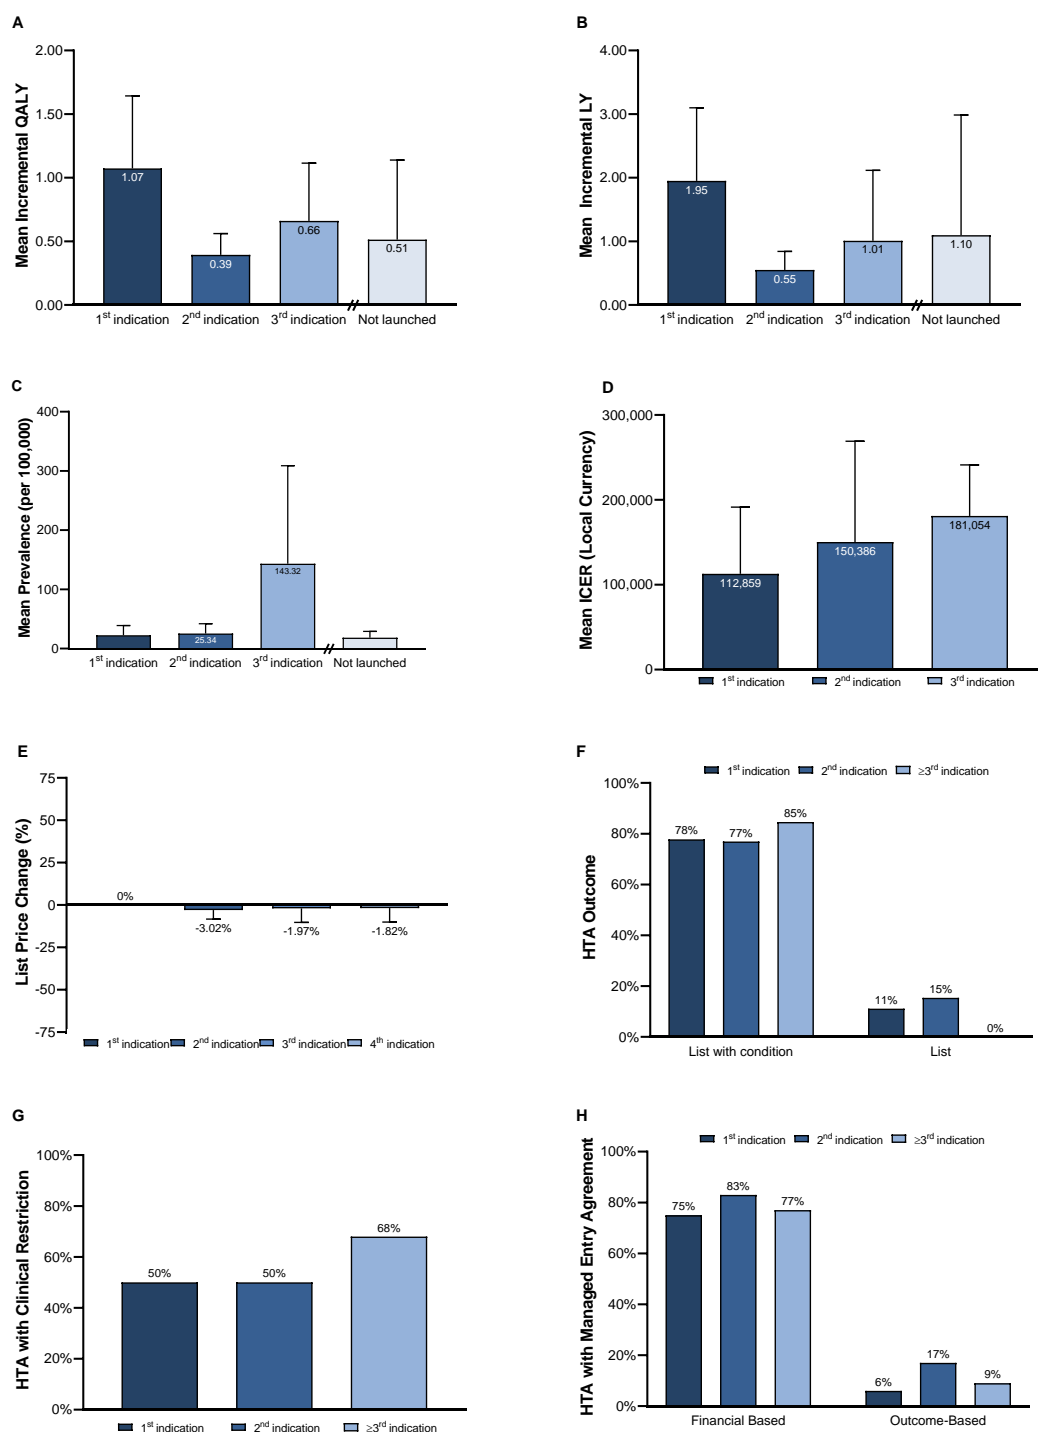 A
Mean Incremental QALY
2.00
1.50
1.00
0.50
0.00
1.07
0.39
0.66
0.51
1st indication
2nd indication
3rd indication
Not launched
B
Mean Incremental LY
4.00
3.00
2.00
1.00
0.00
1.95
0.55
1.01
1.10
1st indication
2nd indication
3rd indication
Not launched
C
Mean Prevalence (per 100,000)
400
300
200
100
0
25.34
143.32
1st indication
2nd indication
3rd indication
Not launched
D
Mean ICER (Local Currency)
300,000
200,000
100,000
0
112,859
150,386
181,054
1st indication
2nd indication
3rd indication
E
List Price Change (%)
75
50
25
0
-25
-50
-75
0%
-3.02%
-1.97%
-1.82%
1st indication
2nd indication
3rd indication
4th indication
F
1st indication
2nd indication
≥3rd indication
HTA Outcome
100%
80%
60%
40%
20%
0%
78%
77%
85%
11%
15%
0%
List with condition
List
G
HTA with Clinical Restriction
100%
80%
60%
40%
20%
0%
50%
50%
68%
1st indication
2nd indication
≥3rd indication
H
1st indication
2nd indication
≥3rd indication
HTA with Managed Entry Agreement
100%
80%
60%
40%
20%
0%
75%
83%
77%
6%
17%
9%
Financial Based
Outcome-Based